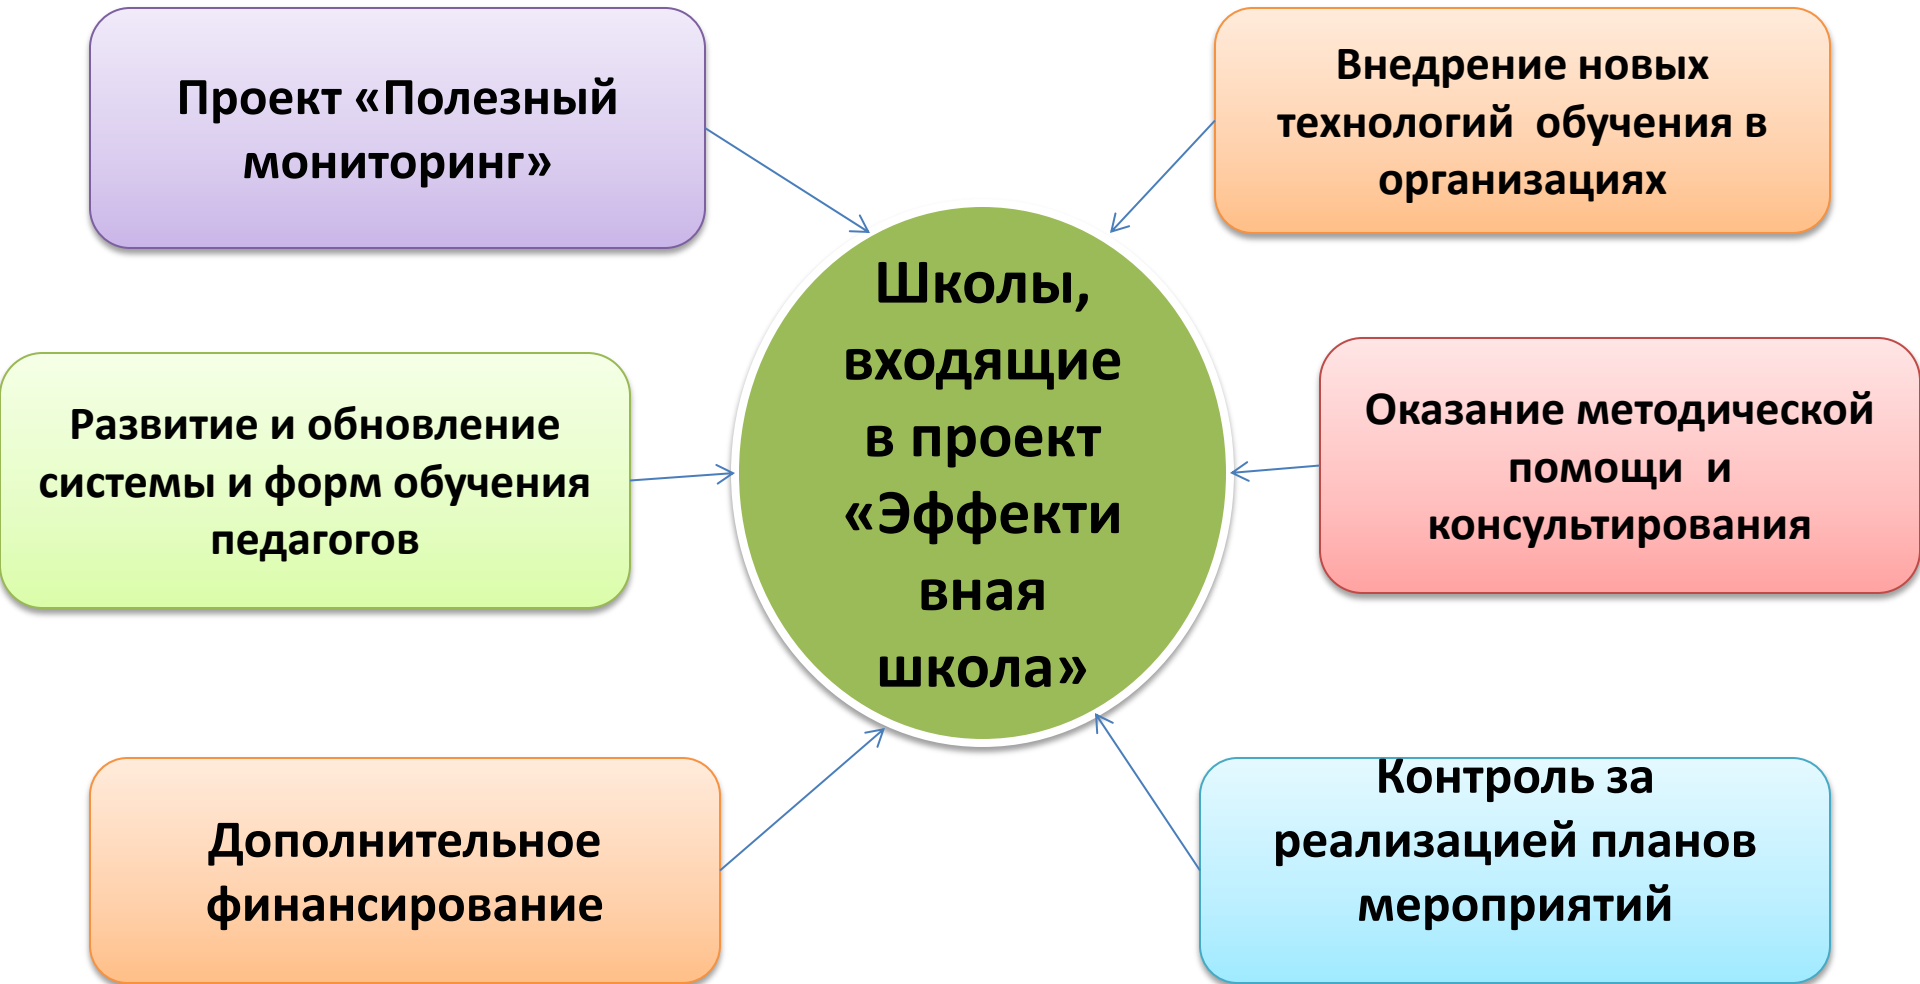 Проект «Полезный
мониторинг»
Внедрение новых
технологий  обучения в
организациях
Школы,
входящие
в проект
«Эффекти
вная
школа»
Развитие и обновление
системы и форм обучения
педагогов
Оказание методической
помощи  и
консультирования
Дополнительное
финансирование
Контроль за
реализацией планов
мероприятий